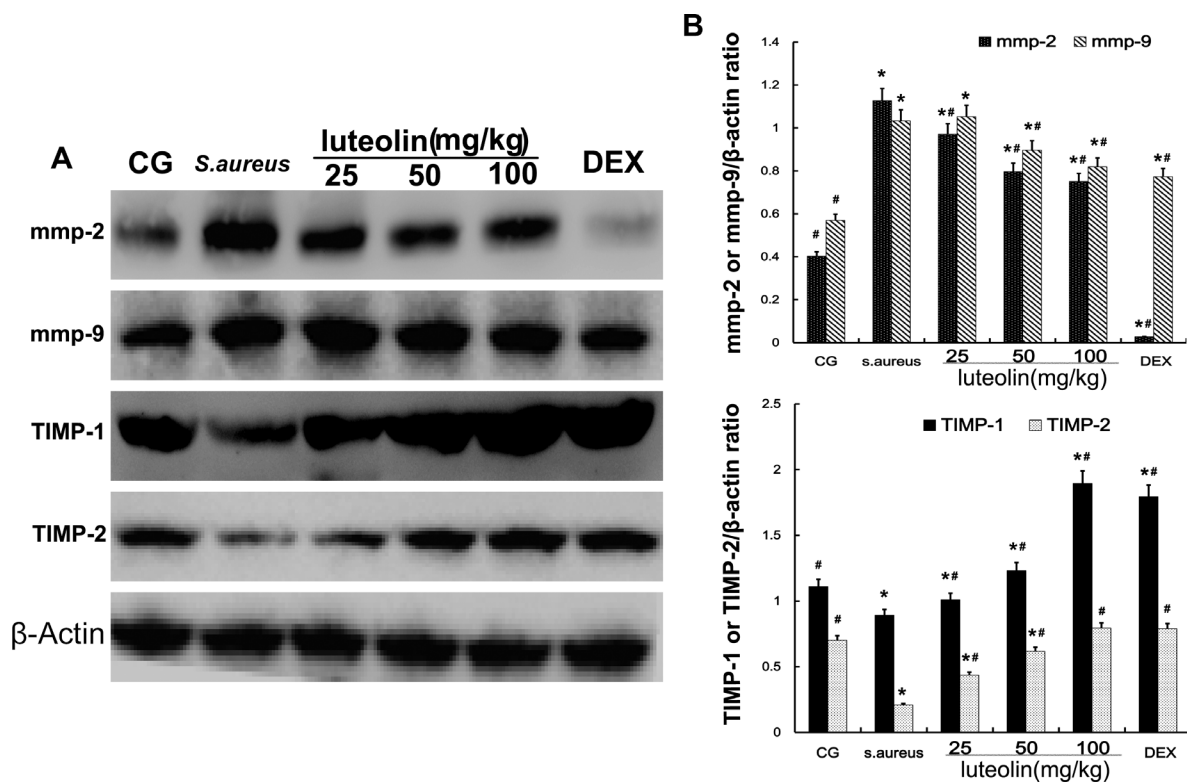 A
CG
S.aureus
luteolin(mg/kg)
25
50
100
DEX
mmp-2
mmp-9
TIMP-1
TIMP-2
β-Actin
B
mmp-2 or mmp-9/β-actin ratio
1.4
1.2
1
0.8
0.6
0.4
0.2
0
mmp-2
mmp-9
#
#
*
*
*#
*
*#
*#
*#
*#
*#
*#
CG
s.aureus
25
50
100
DEX
luteolin(mg/kg)
TIMP-1 or TIMP-2/β-actin ratio
2.5
2
1.5
1
0.5
0
TIMP-1
TIMP-2
#
#
*
*
*#
*#
*#
*#
*#
#
*#
#
CG
s.aureus
25
50
100
DEX
luteolin(mg/kg)